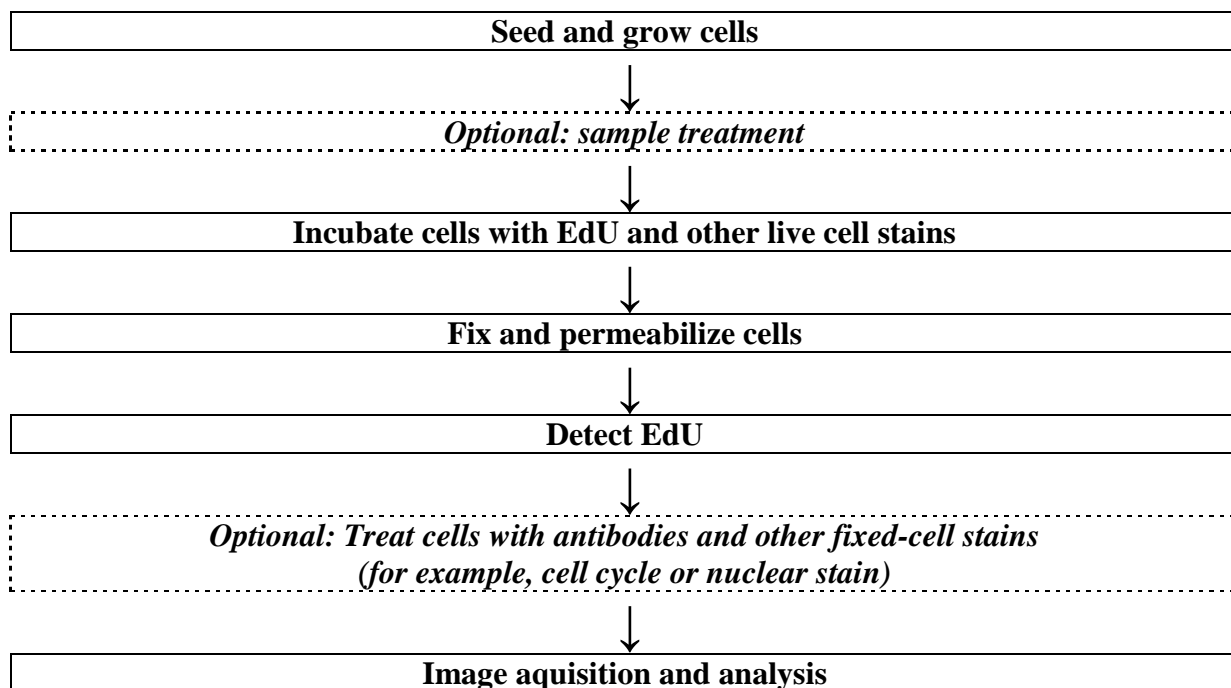 Seed and grow cells
Optional: sample treatment
Incubate cells with EdU and other live cell stains
Fix and permeabilize cells
Detect EdU
Optional: Treat cells with antibodies and other fixed-cell stains
(for example, cell cycle or nuclear stain)
Image aquisition and analysis